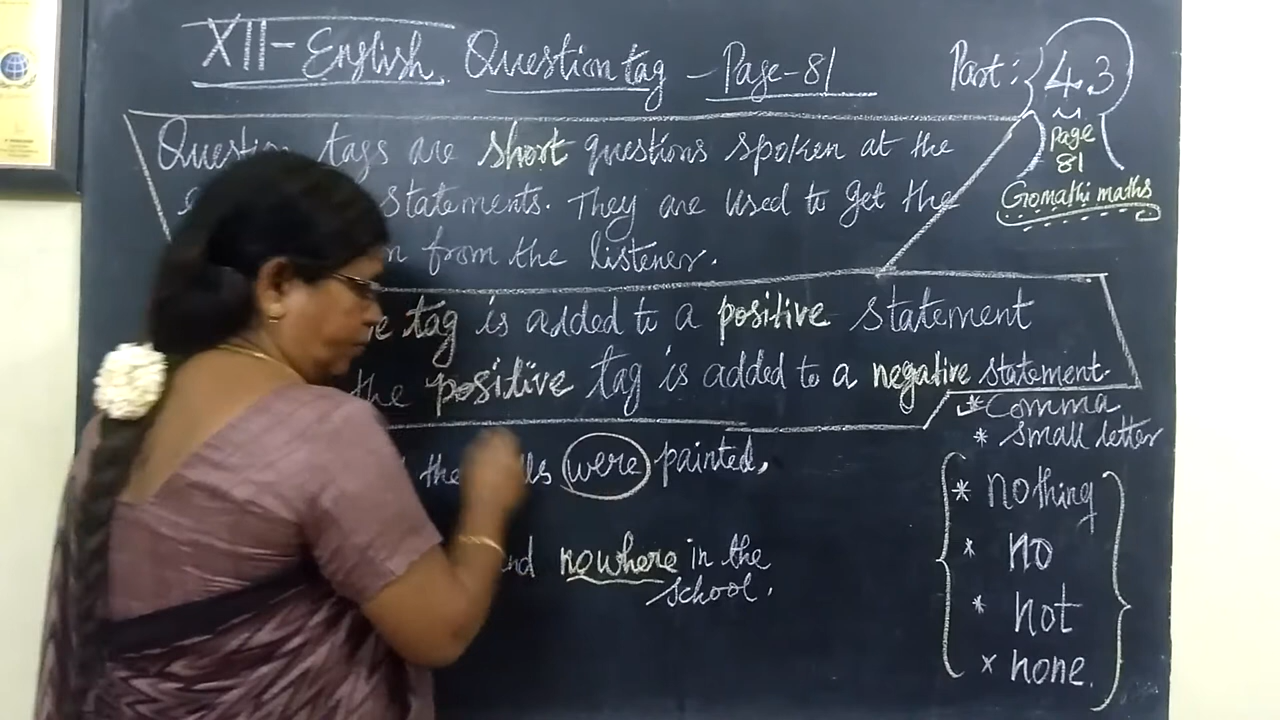 XII-English. Question tag - Page-81
Part: 4.3
Page
81
Gomathi maths
Question tags are short questions spoken at the
statements. They are used to get the
from the listener.
tag is added to a positive statement
the positive tag is added to a negative statement.
* Comma
* small letter
the were painted,
nowhere in the
school.
* nothing
* no
* not
× none.